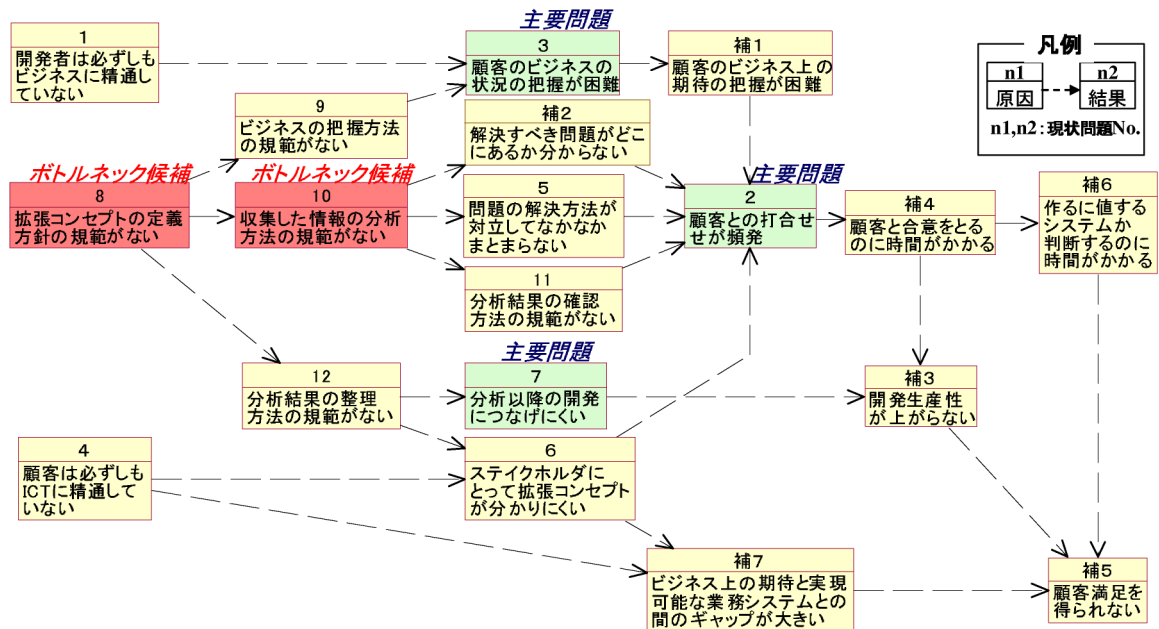 主要問題
1
開発者は必ずしも
ビジネスに精通し
ていない
3
顧客のビジネスの
状況の把握が困難
補1
顧客のビジネス上の
期待の把握が困難
凡例
n1
原因
n2
結果
n1,n2:現状問題No.
9
ビジネスの把握方法
の規範がない
補2
解決すべき問題がどこ
にあるか分からない
ボトルネック候補
8
拡張コンセプトの定義
方針の規範がない
ボトルネック候補
10
収集した情報の分析
方法の規範がない
5
問題の解決方法が
対立してなかなか
まとまらない
主要問題
2
顧客との打合せ
せが頻発
補4
顧客と合意をとる
のに時間がかかる
補6
作るに値する
システムか
判断するのに
時間がかかる
11
分析結果の確認
方法の規範がない
主要問題
12
分析結果の整理
方法の規範がない
7
分析以降の開発
につなげにくい
補3
開発生産性
が上がらない
4
顧客は必ずしも
ICTに精通して
いない
6
ステイクホルダに
とって拡張コンセプト
が分かりにくい
補7
ビジネス上の期待と実現
可能な業務システムとの
間のギャップが大きい
補5
顧客満足を
得られない